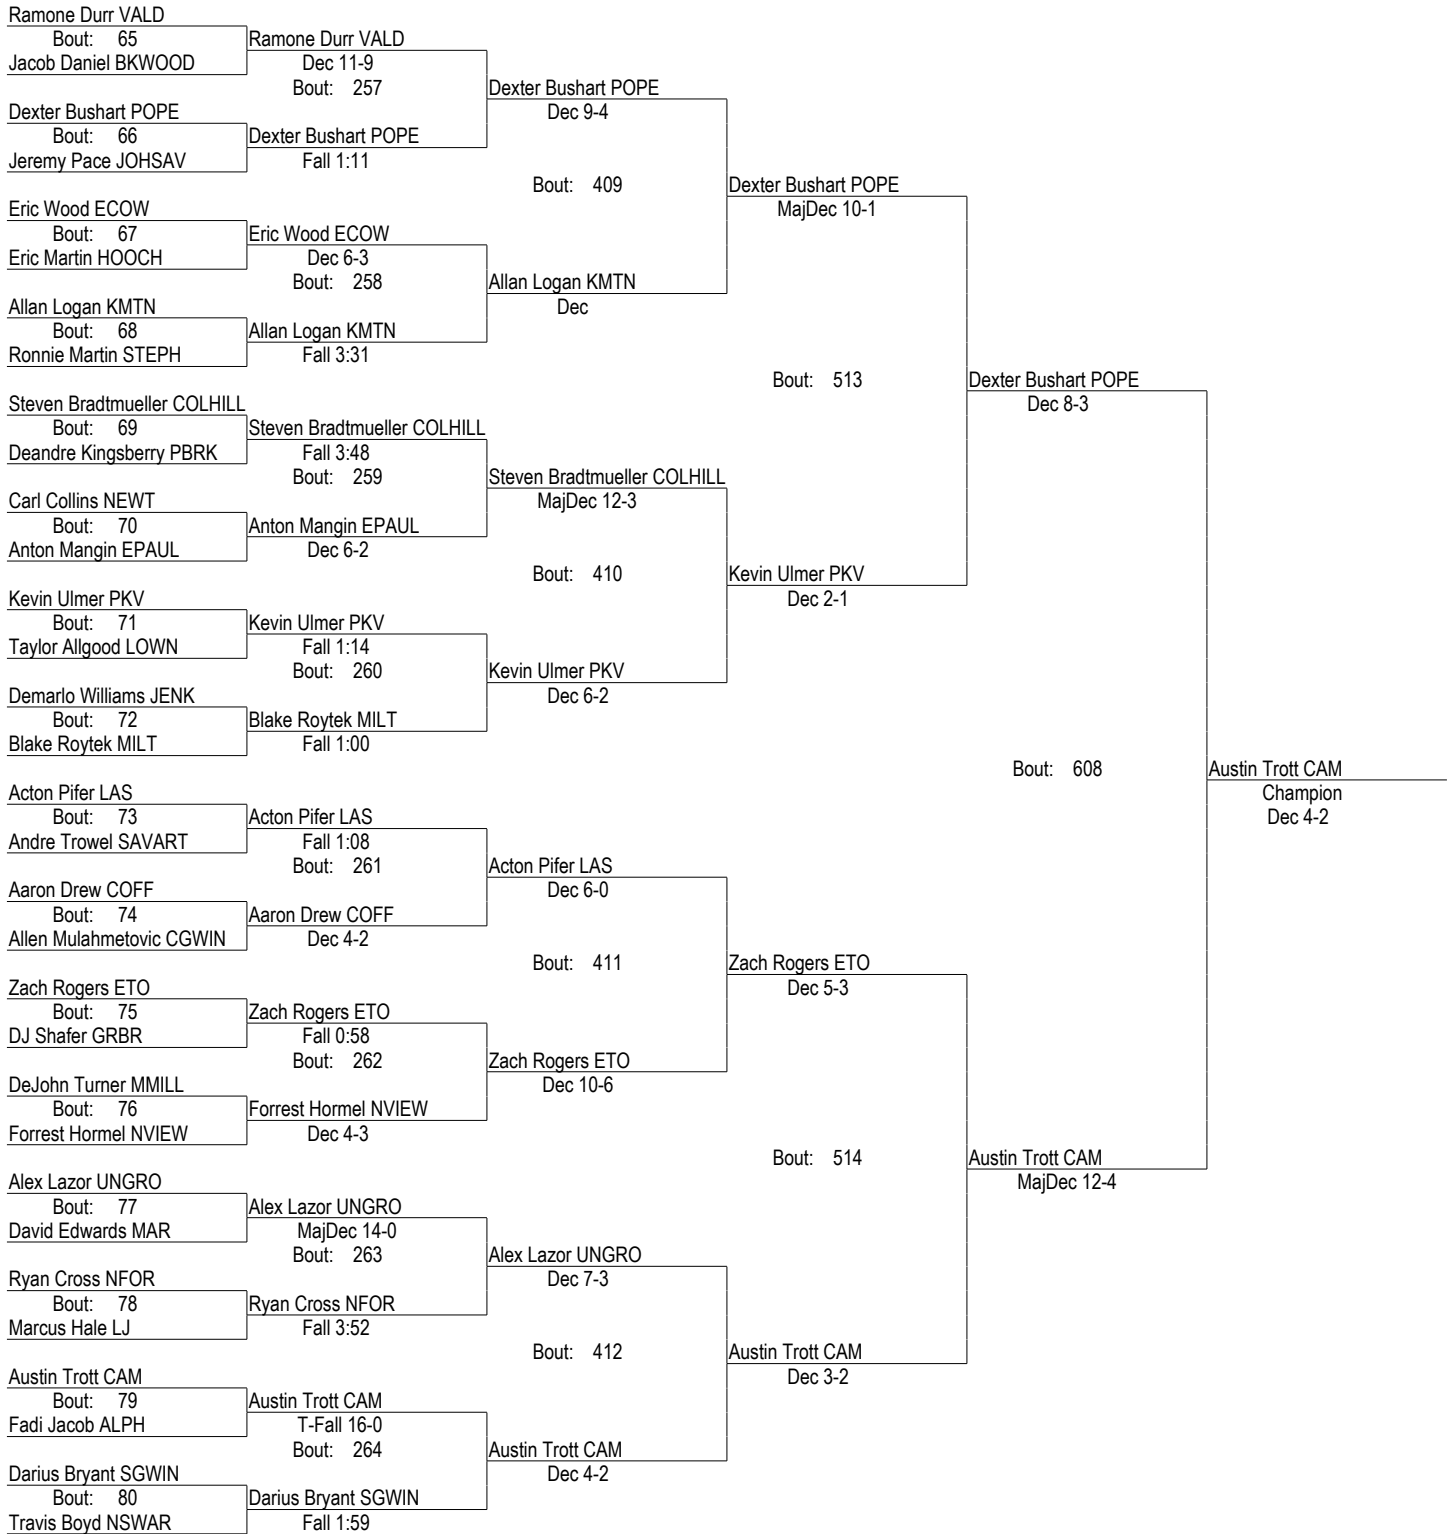 Ramone Durr VALD
Bout: 65
Jacob Daniel BKWOOD
Dexter Bushart POPE
Bout: 66
Jeremy Pace JOHSAV
Eric Wood ECOW
Bout: 67
Eric Martin HOOCH
Allan Logan KMTN
Bout: 68
Ronnie Martin STEPH
Steven Bradtmueller COLHILL
Bout: 69
Deandre Kingsberry PBRK
Carl Collins NEWT
Bout: 70
Anton Mangin EPAUL
Kevin Ulmer PKV
Bout: 71
Taylor Allgood LOWN
Demarlo Williams JENK
Bout: 72
Blake Roytek MILT
Acton Pifer LAS
Bout: 73
Andre Trowel SAVART
Aaron Drew COFF
Bout: 74
Allen Mulahmetovic CGWIN
Zach Rogers ETO
Bout: 75
DJ Shafer GRBR
DeJohn Turner MMILL
Bout: 76
Forrest Hormel NVIEW
Alex Lazor UNGRO
Bout: 77
David Edwards MAR
Ryan Cross NFOR
Bout: 78
Marcus Hale LJ
Austin Trott CAM
Bout: 79
Fadi Jacob ALPH
Darius Bryant SGWIN
Bout: 80
Travis Boyd NSWAR
Ramone Durr VALD
Dec 11-9
Bout: 257
Dexter Bushart POPE
Fall 1:11
Eric Wood ECOW
Dec 6-3
Bout: 258
Allan Logan KMTN
Fall 3:31
Steven Bradtmueller COLHILL
Fall 3:48
Bout: 259
Anton Mangin EPAUL
Dec 6-2
Kevin Ulmer PKV
Fall 1:14
Bout: 260
Blake Roytek MILT
Fall 1:00
Acton Pifer LAS
Fall 1:08
Bout: 261
Aaron Drew COFF
Dec 4-2
Zach Rogers ETO
Fall 0:58
Bout: 262
Forrest Hormel NVIEW
Dec 4-3
Alex Lazor UNGRO
MajDec 14-0
Bout: 263
Ryan Cross NFOR
Fall 3:52
Austin Trott CAM
T-Fall 16-0
Bout: 264
Darius Bryant SGWIN
Fall 1:59
Dexter Bushart POPE
Dec 9-4
Bout: 409
Allan Logan KMTN
Dec
Steven Bradtmueller COLHILL
MajDec 12-3
Bout: 410
Kevin Ulmer PKV
Dec 6-2
Acton Pifer LAS
Dec 6-0
Bout: 411
Zach Rogers ETO
Dec 10-6
Alex Lazor UNGRO
Dec 7-3
Bout: 412
Austin Trott CAM
Dec 4-2
Dexter Bushart POPE
MajDec 10-1
Bout: 513
Kevin Ulmer PKV
Dec 2-1
Zach Rogers ETO
Dec 5-3
Bout: 514
Austin Trott CAM
Dec 3-2
Dexter Bushart POPE
Dec 8-3
Bout: 608
Austin Trott CAM
MajDec 12-4
Austin Trott CAM
Champion
Dec 4-2